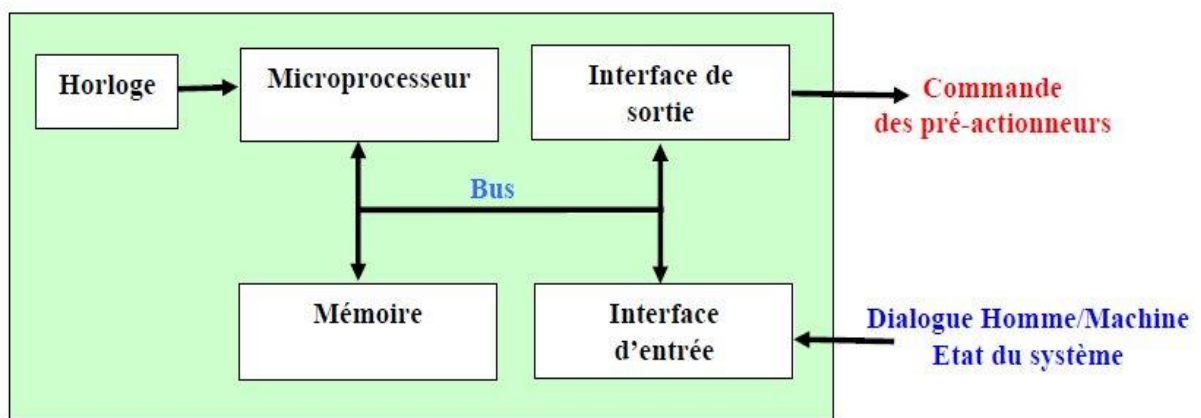 Horloge
Microprocesseur
Interface de
sortie
Commande
des pré-actionneurs
Bus
Mémoire
Interface
d'entrée
Dialogue Homme/Machine
Etat du système